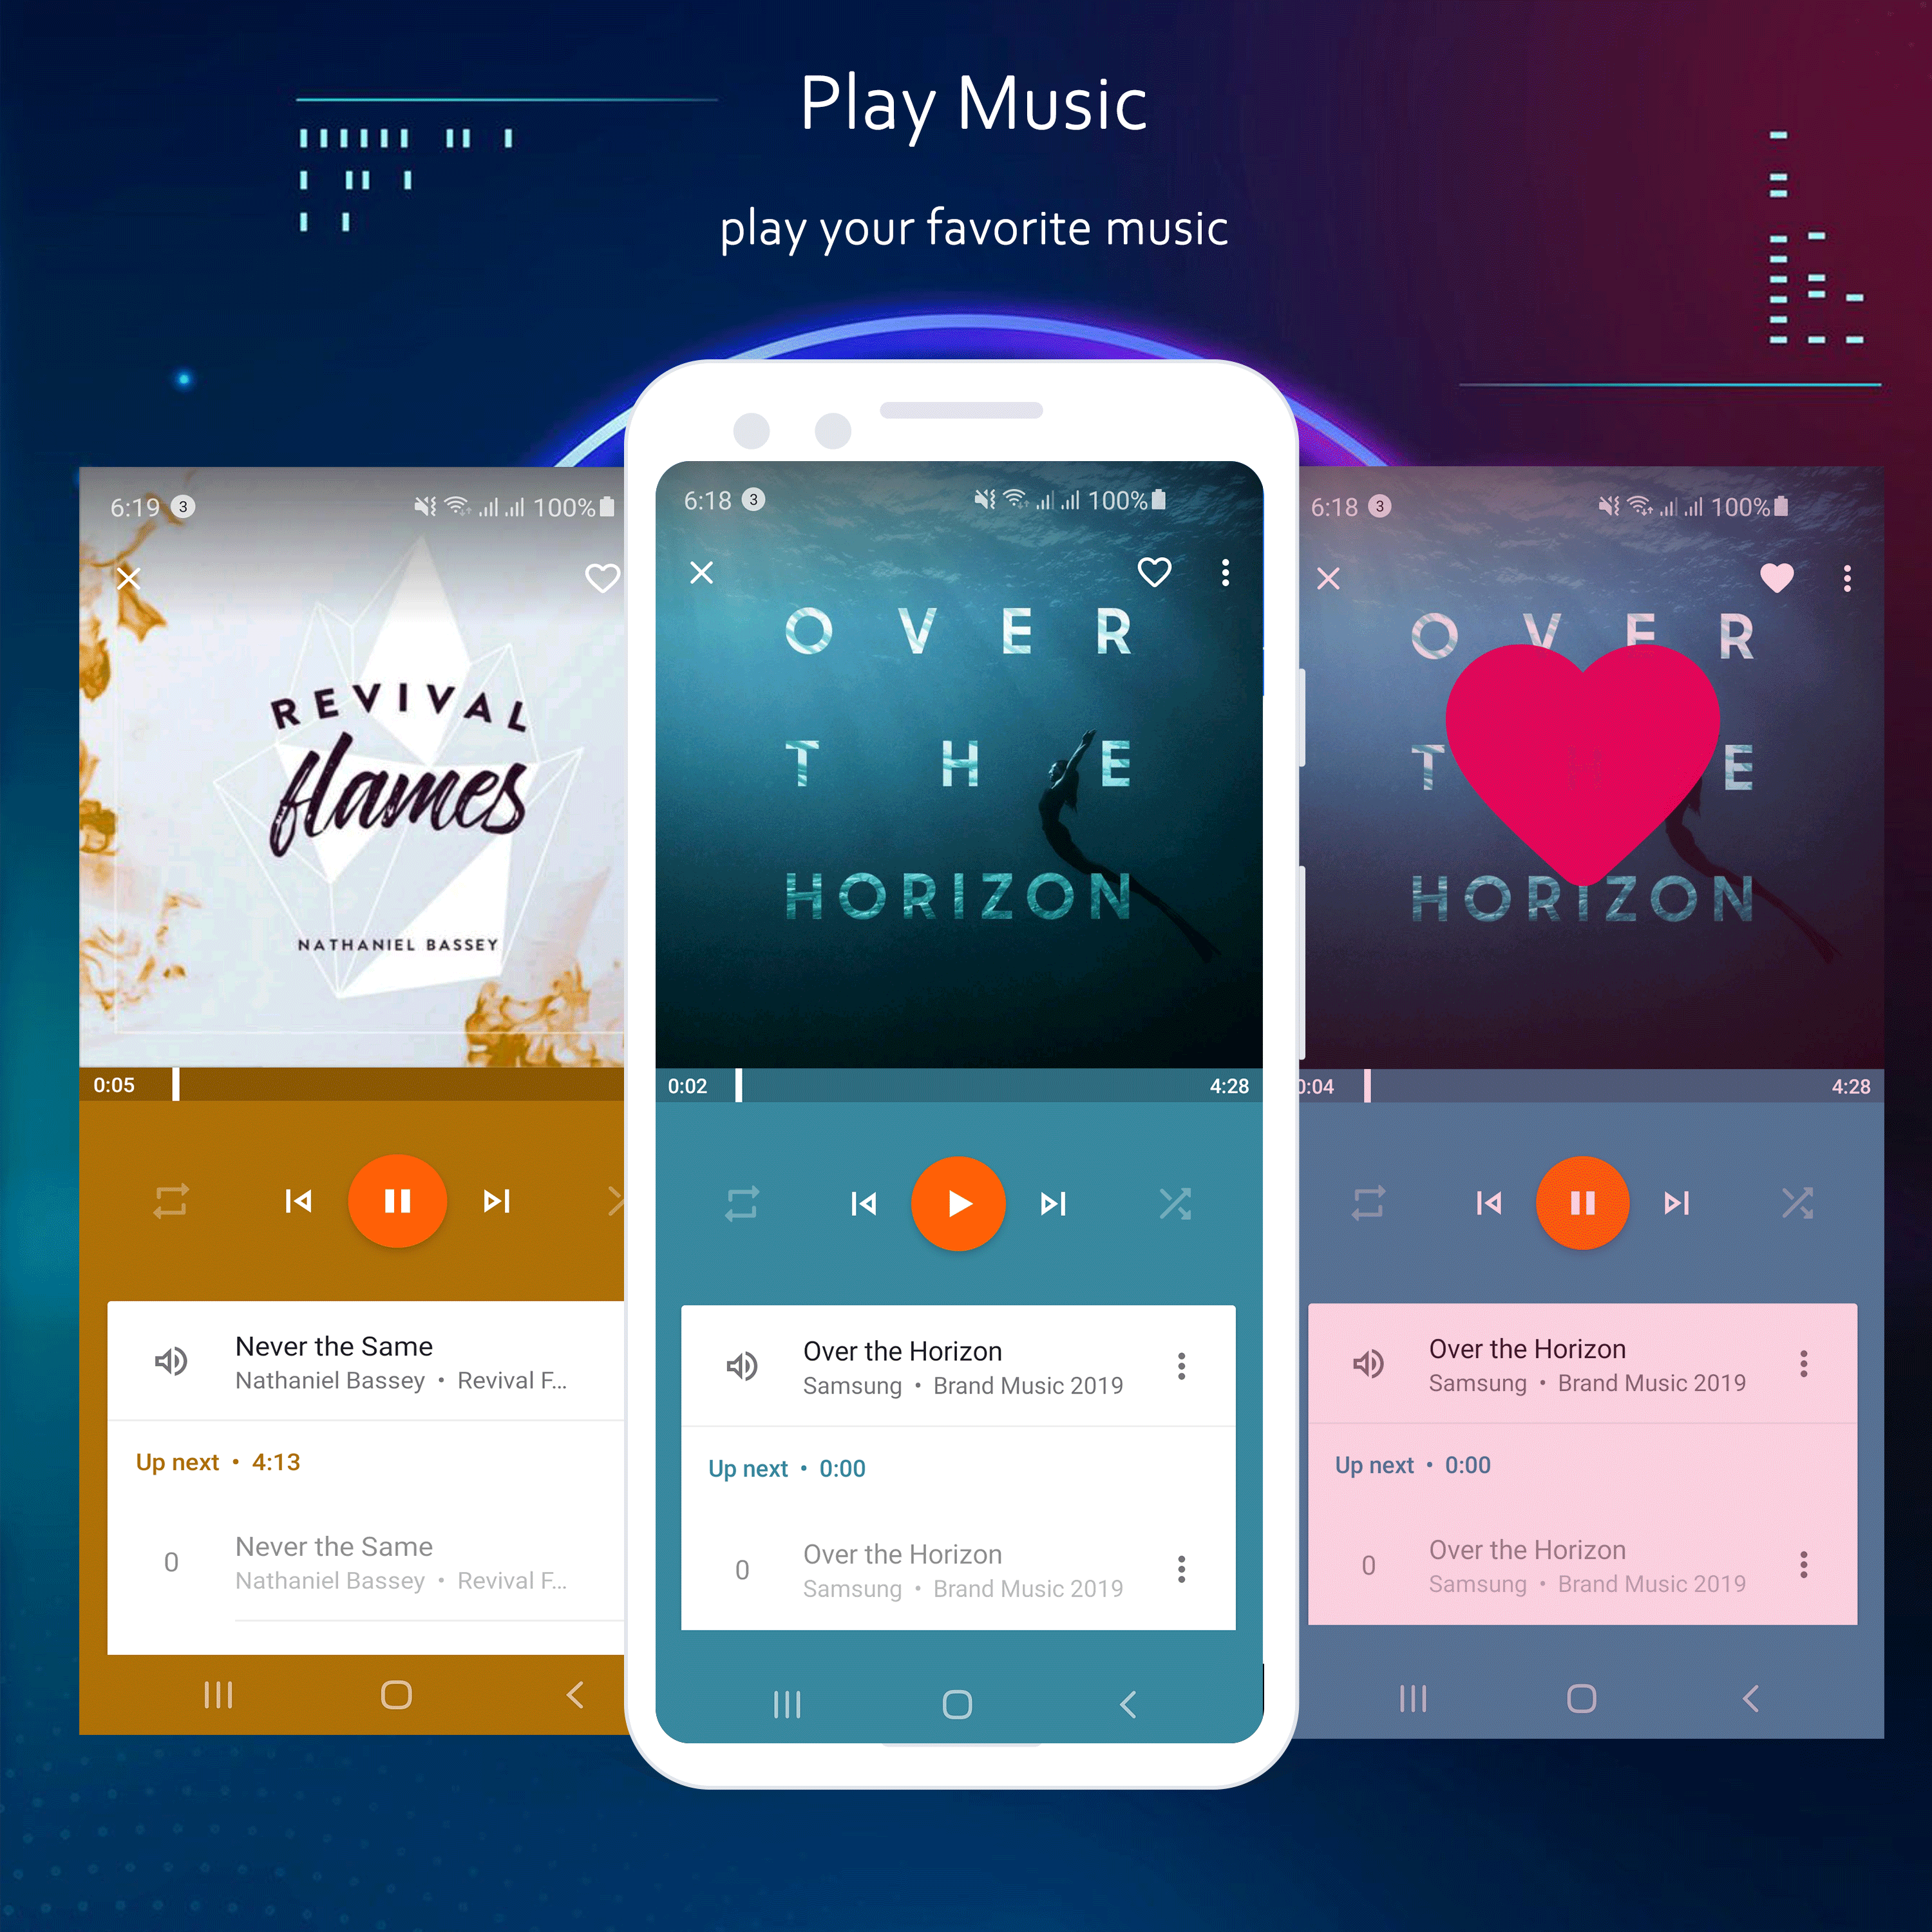 Play Music
play your favorite music
6:19 3 100%
REVIVAL
flames
NATHANIEL BASSEY
0:05
Never the Same
Nathaniel Bassey • Revival F...
Up next • 4:13
0
Never the Same
Nathaniel Bassey • Revival F...
6:18 3 100%
OVER
THE
HORIZON
0:02 4:28
Over the Horizon
Samsung • Brand Music 2019
Up next • 0:00
0
Over the Horizon
Samsung • Brand Music 2019
6:18 3 100%
OVER
THE
HORIZON
0:04 4:28
Over the Horizon
Samsung • Brand Music 2019
Up next • 0:00
0
Over the Horizon
Samsung • Brand Music 2019